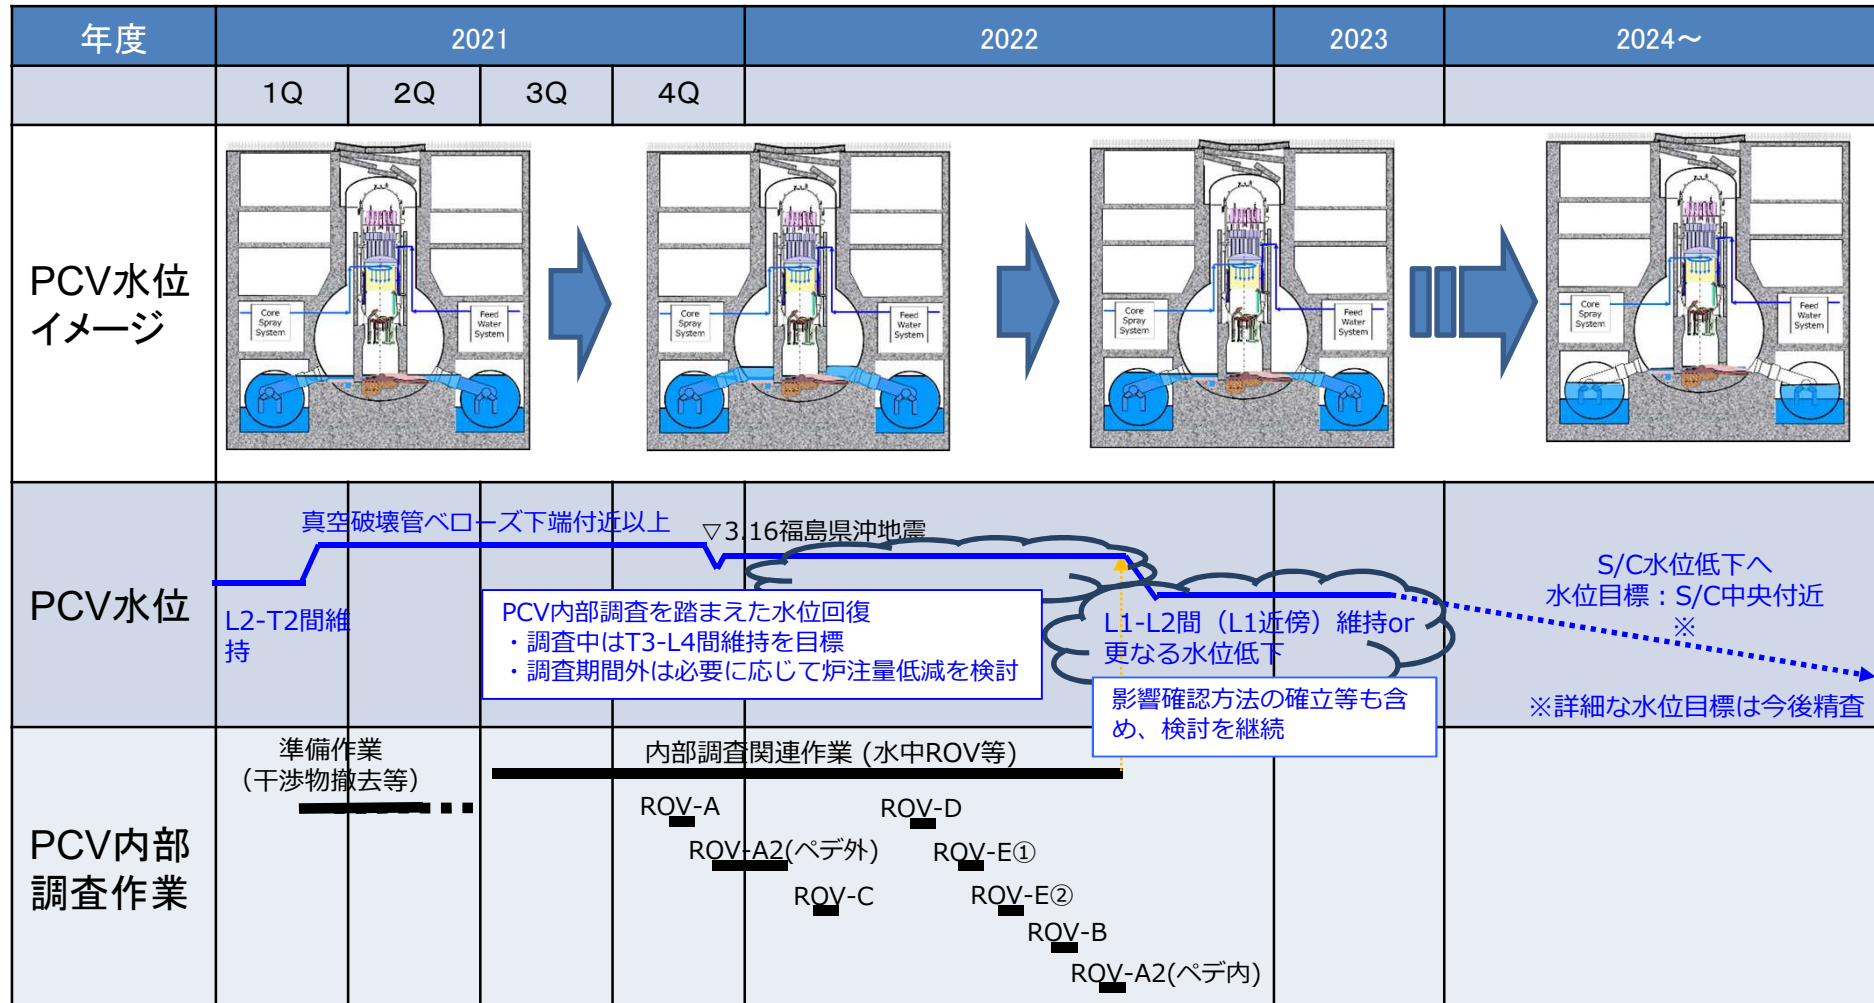 年度
2021
2022
2023
2024～
1Q
2Q
3Q
4Q
PCV水位
イメージ
Core
Spray
System
Feed
Water
System
Core
Spray
System
Feed
Water
System
Core
Spray
System
Feed
Water
System
Core
Spray
System
Feed
Water
System
PCV水位
真空破壊管ベローズ下端付近以上
▽3.16福島県沖地震
L2-T2間維
持
PCV内部調査を踏まえた水位回復
・調査中はT3-L4間維持を目標
・調査期間外は必要に応じて炉注量低減を検討
L1-L2間（L1近傍）維持or
更なる水位低下
影響確認方法の確立等も含
め、検討を継続
S/C水位低下へ
水位目標：S/C中央付近
※
※詳細な水位目標は今後精査
PCV内部
調査作業
準備作業
（干渉物撤去等）
内部調査関連作業 (水中ROV等)
ROV-A
ROV-D
ROV-A2(ペデ外)
ROV-E①
ROV-C
ROV-E②
ROV-B
ROV-A2(ペデ内)